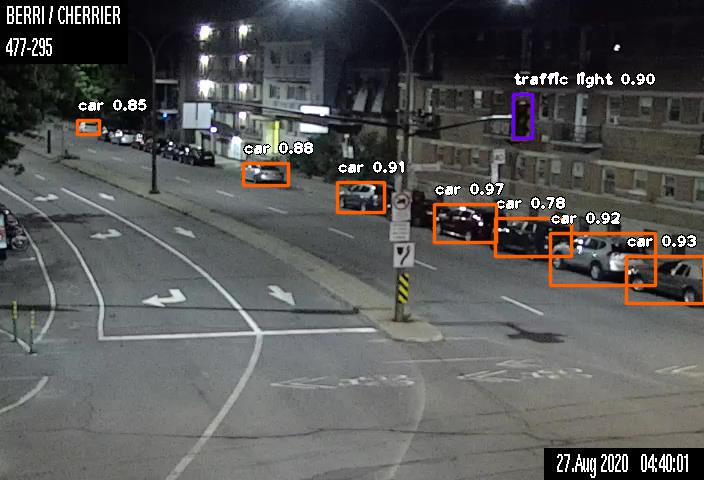 BERRI / CHERRIER
477-295
traffic light 0.90
car 0.85
car 0.88
car 0.91
car 0.97
car 0.78
car 0.92
car 0.93
27.Aug 2020 04:40:01